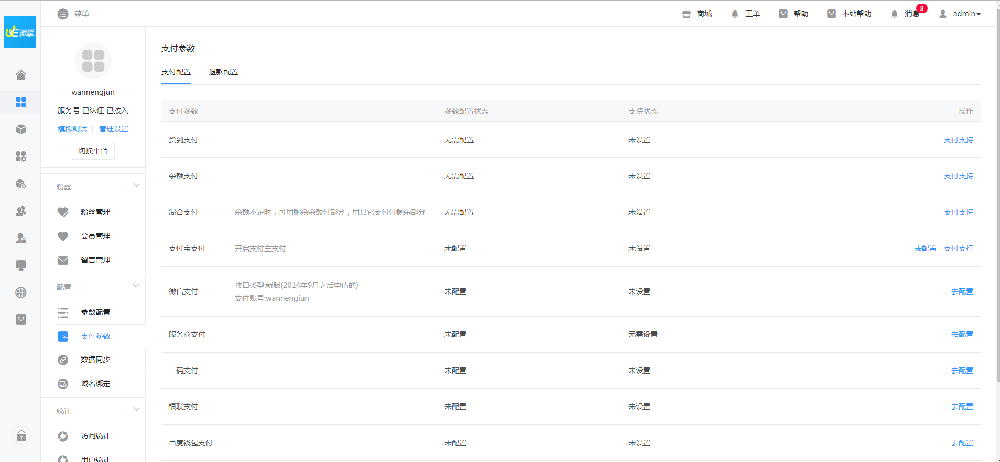 菜单
商城
工单
帮助
本站帮助
消息
3
admin
微擎
wannengjun
服务号 已认证 已接入
模拟测试 | 管理设置
切换平台
粉丝
粉丝管理
会员管理
留言管理
配置
参数配置
支付参数
数据同步
域名绑定
统计
访问统计
用户统计
支付参数
支付配置 退款配置
支付参数 参数配置状态 支持状态 操作
货到支付 无需配置 未设置 支付支持
余额支付 无需配置 未设置 支付支持
混合支付 余额不足时，可用剩余余额付部分，用其它支付付剩余部分 无需配置 未设置 支付支持
支付宝支付 开启支付宝支付 未配置 未设置 去配置 支付支持
微信支付 接口类型:新版(2014年9月之后申请的) 未配置 未设置 去配置
支付账号:wannengjun
服务商支付 未配置 无需设置 去配置
一码支付 未配置 未设置 去配置
银联支付 未配置 未设置 去配置
百度钱包支付 未配置 未设置 去配置